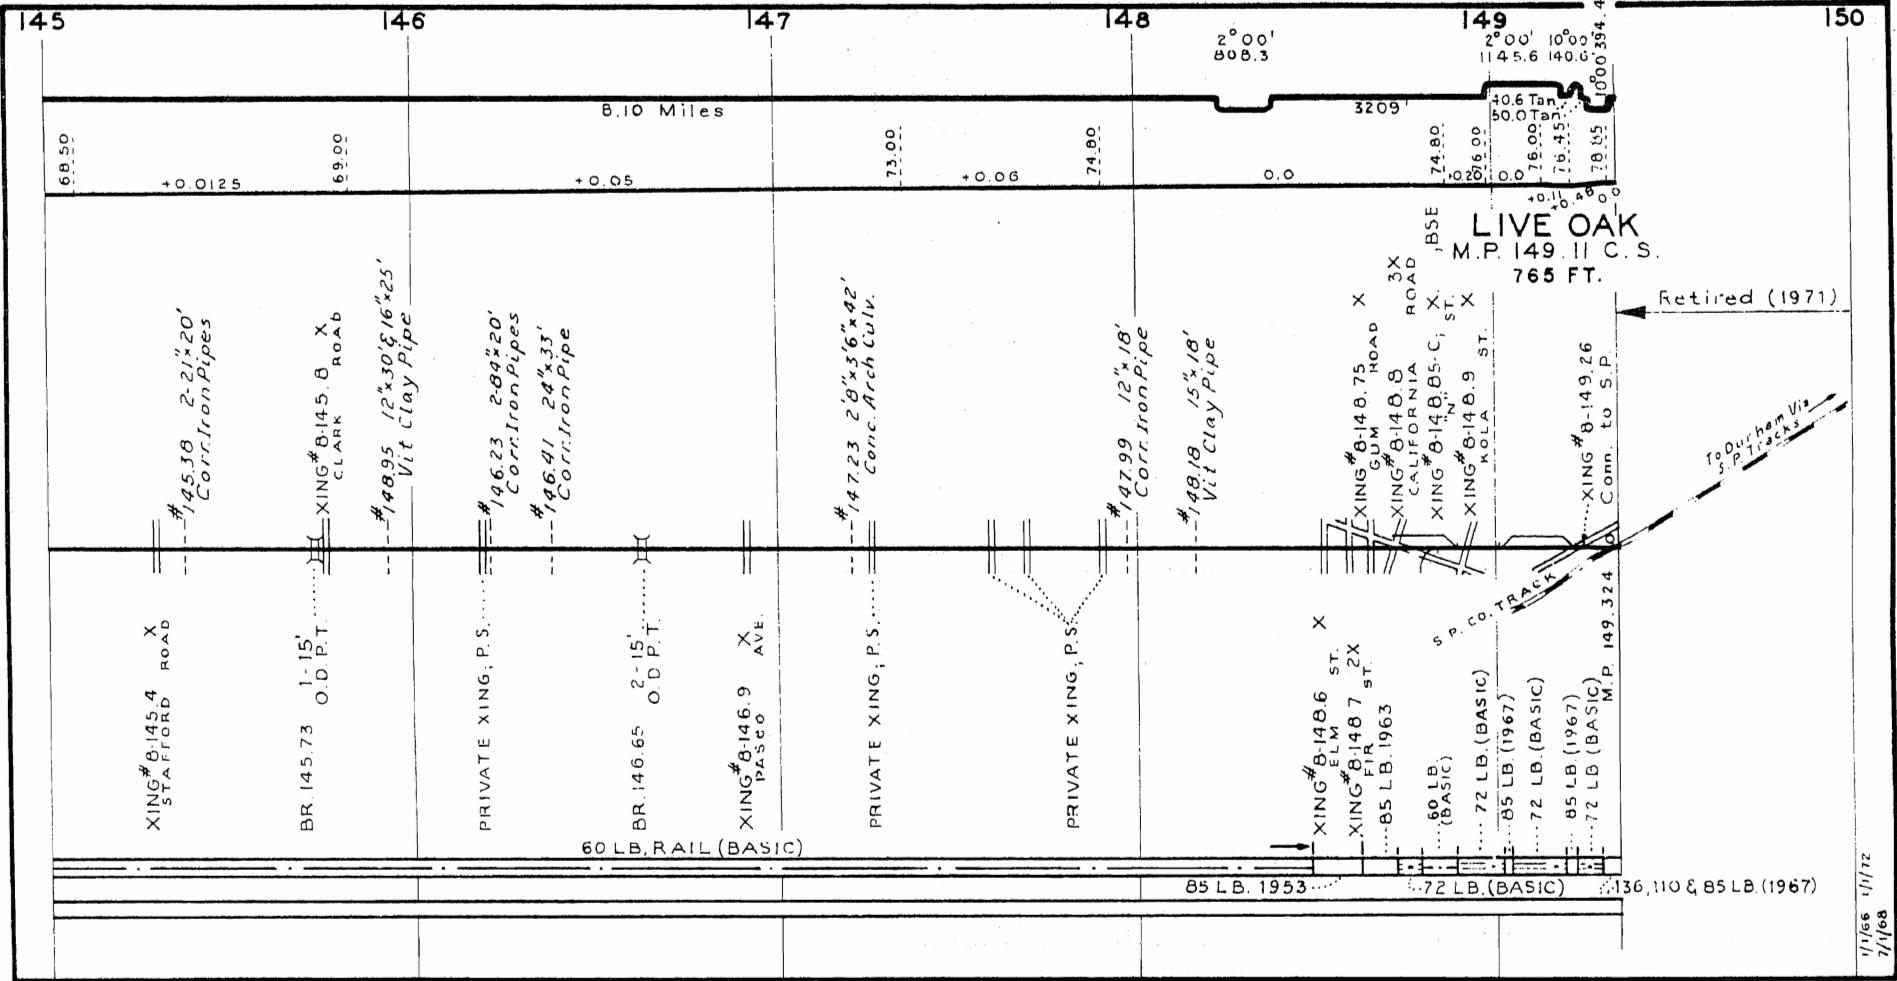 145
146
147
148
149
150
2°00'
808.3
2°00'
1145.6
10°00'
140.0
10°00'
394.4
8.10 Miles
3209'
40.6 Tan.
50.0 Tan.
68.50
69.00
73.00
74.80
74.80
76.00
76.00
76.45
78.85
+0.0125
+0.05
+0.06
0.0
+0.20
0.0
+0.11
+0.48
0.0
LIVE OAK
M.P. 149.11 C.S.
765 FT.
Retired (1971)
#145.38 2-21"x20'
Corr. Iron Pipes
XING #8-145.8 X
CLARK ROAD
#148.95 12"x30' & 16"x25'
Vit Clay Pipe
#146.23 2-84"x20'
Corr. Iron Pipes
#146.41 24"x33'
Corr. Iron Pipe
#147.23 2'8"x3'6"x42'
Conc. Arch Culv.
#147.99 12"x18'
Corr. Iron Pipe
#148.18 15"x18'
Vit Clay Pipe
XING #8-148.75 X
GUM ROAD
XING #8-148.8 3X
CALIFORNIA ROAD
XING #8-148.85-C, X, BSE
"N" ST.
XING #8-148.9 X
KOLA ST.
XING #8-149.26
Conn. to S.P.
To Durham Via
S.P. Tracks
S.P. CO. TRACK
M.P. 149.324
XING #8-145.4 X
STAFFORD ROAD
BR. 145.73 1-15'
O.D.P.T.
PRIVATE XING, P.S.
BR. 146.65 2-15'
O.D.P.T.
XING #8-146.9 X
PASEO AVE.
PRIVATE XING, P.S.
PRIVATE XING, P.S.
XING #8-148.6 X
ELM ST.
XING #8-148.7 2X
FIR ST.
85 LB. 1963
60 LB.
(BASIC)
72 LB. (BASIC)
85 LB. (1967)
72 LB. (BASIC)
85 LB. (1967)
72 LB. (BASIC)
60 LB. RAIL (BASIC)
85 LB. 1953
72 LB. (BASIC)
136, 110 & 85 LB. (1967)
1/1/66 1/1/72
7/1/68